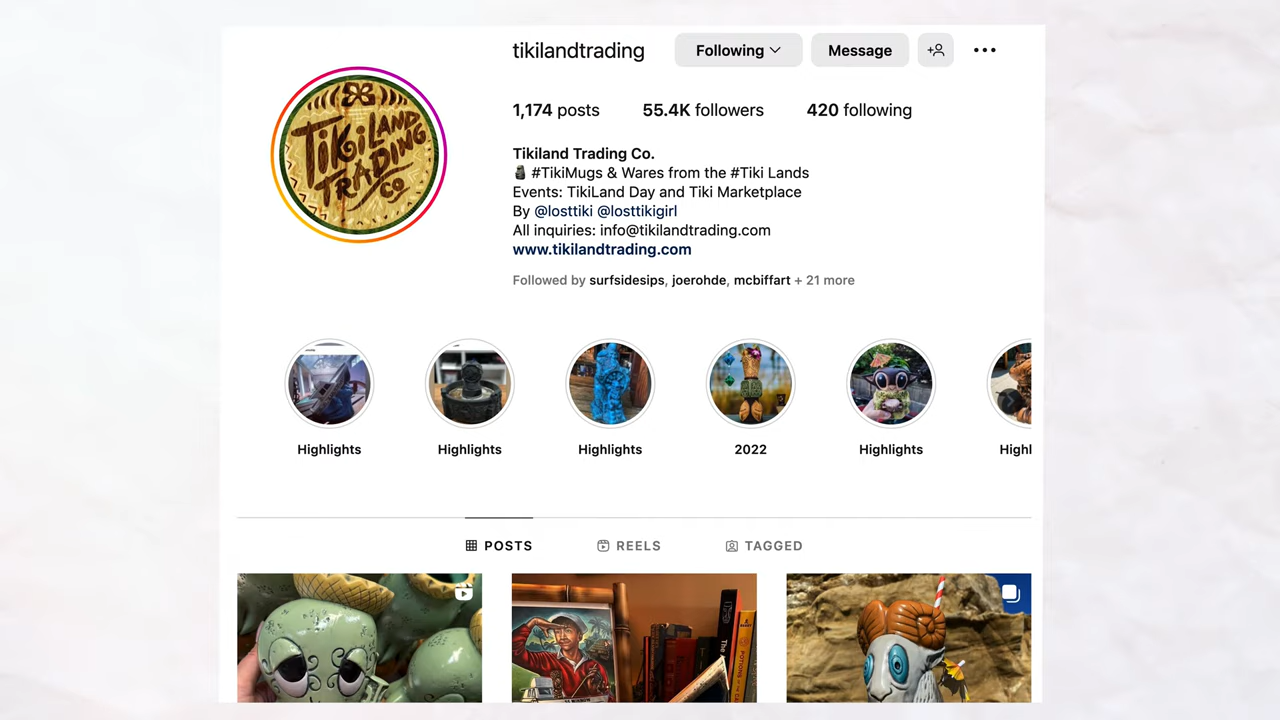 tikilandtrading Following Message
TiKiLAND
TRADiNG
TRADING CO
1,174 posts 55.4K followers 420 following
Tikiland Trading Co.
#TikiMugs & Wares from the #Tiki Lands
Events: TikiLand Day and Tiki Marketplace
By @losttiki @losttikigirl
All inquiries: info@tikilandtrading.com
www.tikilandtrading.com
Followed by surfsidesips, joerohde, mcbiffart + 21 more
Highlights Highlights Highlights 2022 Highlights Highl
POSTS REELS TAGGED